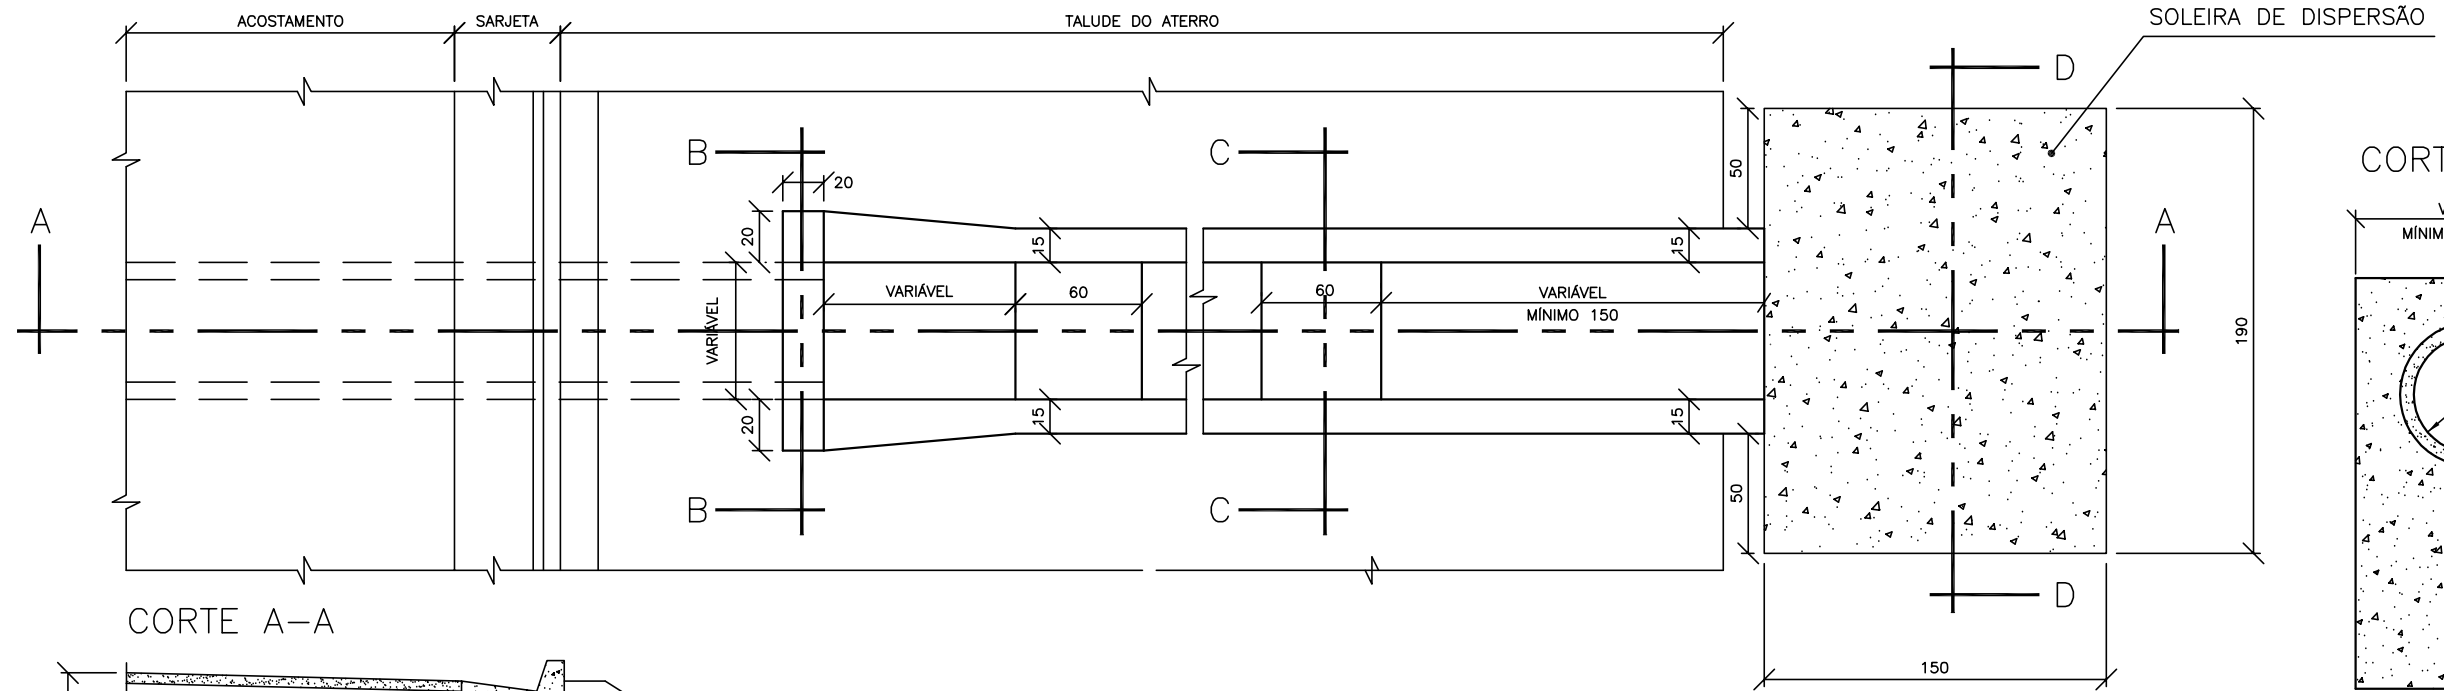 ACOSTAMENTO
SARJETA
TALUDE DO ATERRO
SOLEIRA DE DISPERSÃO
D
B
C
CORT
50
20
A
A
V
MÍNIM
20
15
15
VARIÁVEL
60
60
VARIÁVEL
MÍNIMO 150
VARIÁVEL
190
20
15
15
50
B
C
D
CORTE A-A
150